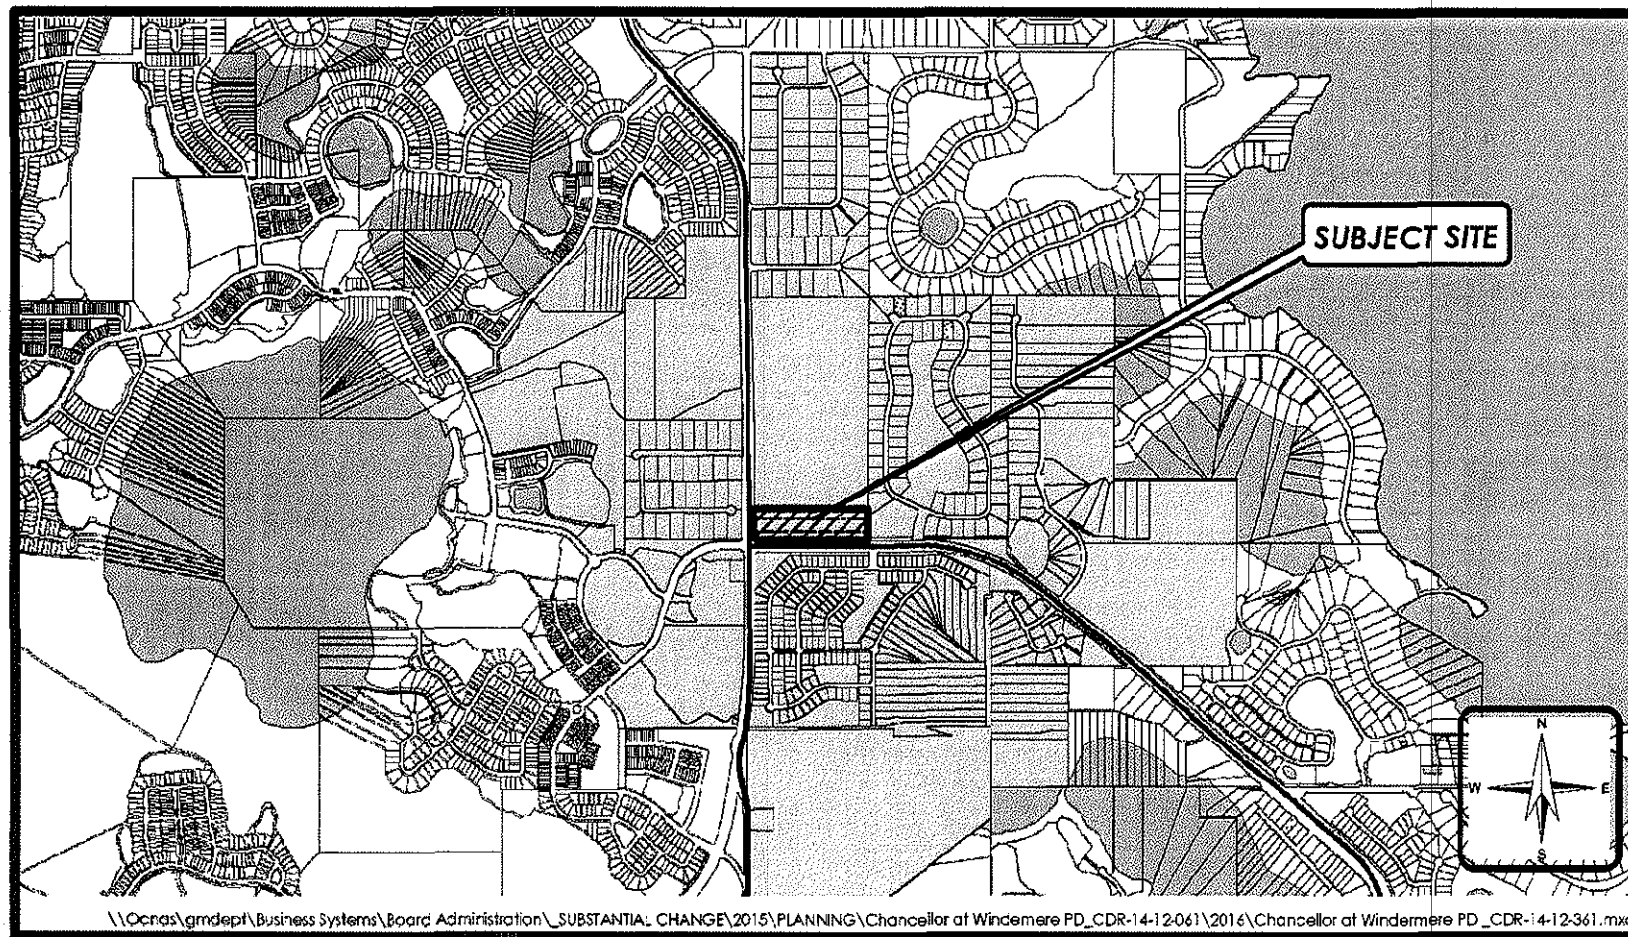 SUBJECT SITE
N
W
E
S
\\Ocnas\gmdept\Business Systems\Board Administration\_SUBSTANTIAL CHANGE\2015\PLANNING\Chancellor at Windemere PD_CDR-14-12-061\2016\Chancellor at Windermere PD_CDR-14-12-361.mxd